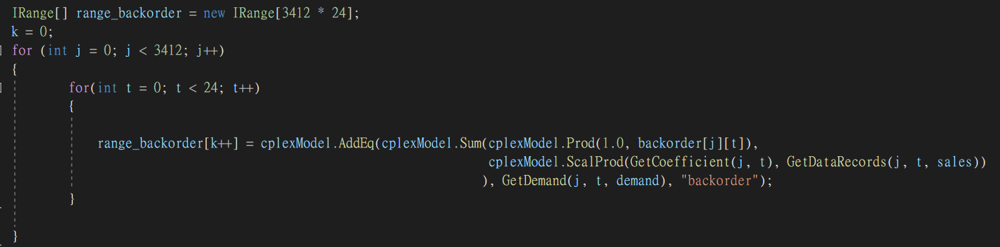 IRange[] range_backorder = new IRange[3412 * 24];
k = 0;
for (int j = 0; j < 3412; j++)
{
for(int t = 0; t < 24; t++)
{
range_backorder[k++] = cplexModel.AddEq(cplexModel.Sum(cplexModel.Prod(1.0, backorder[j][t]),
cplexModel.ScalProd(GetCoefficient(j, t), GetDataRecords(j, t, sales))
), GetDemand(j, t, demand), "backorder");
}
}